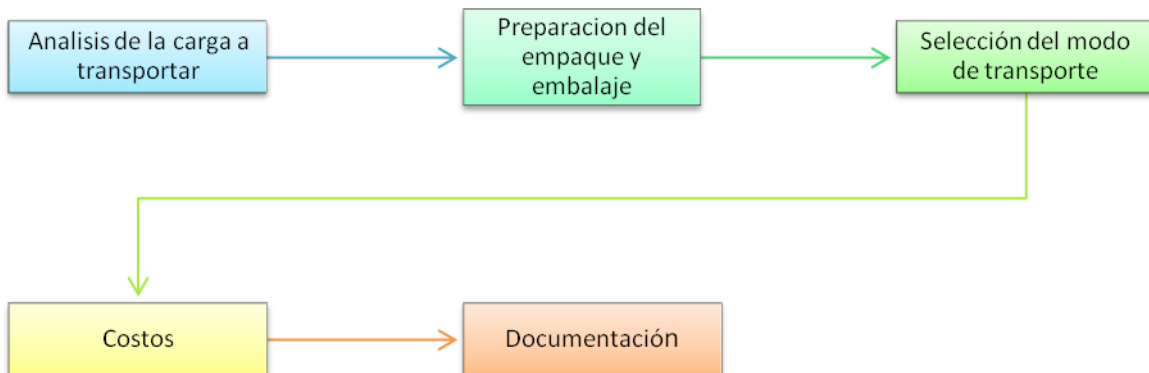 Analisis de la carga a
transportar
Preparacion del
empaque y
embalaje
Selección del modo
de transporte
Costos
Documentación